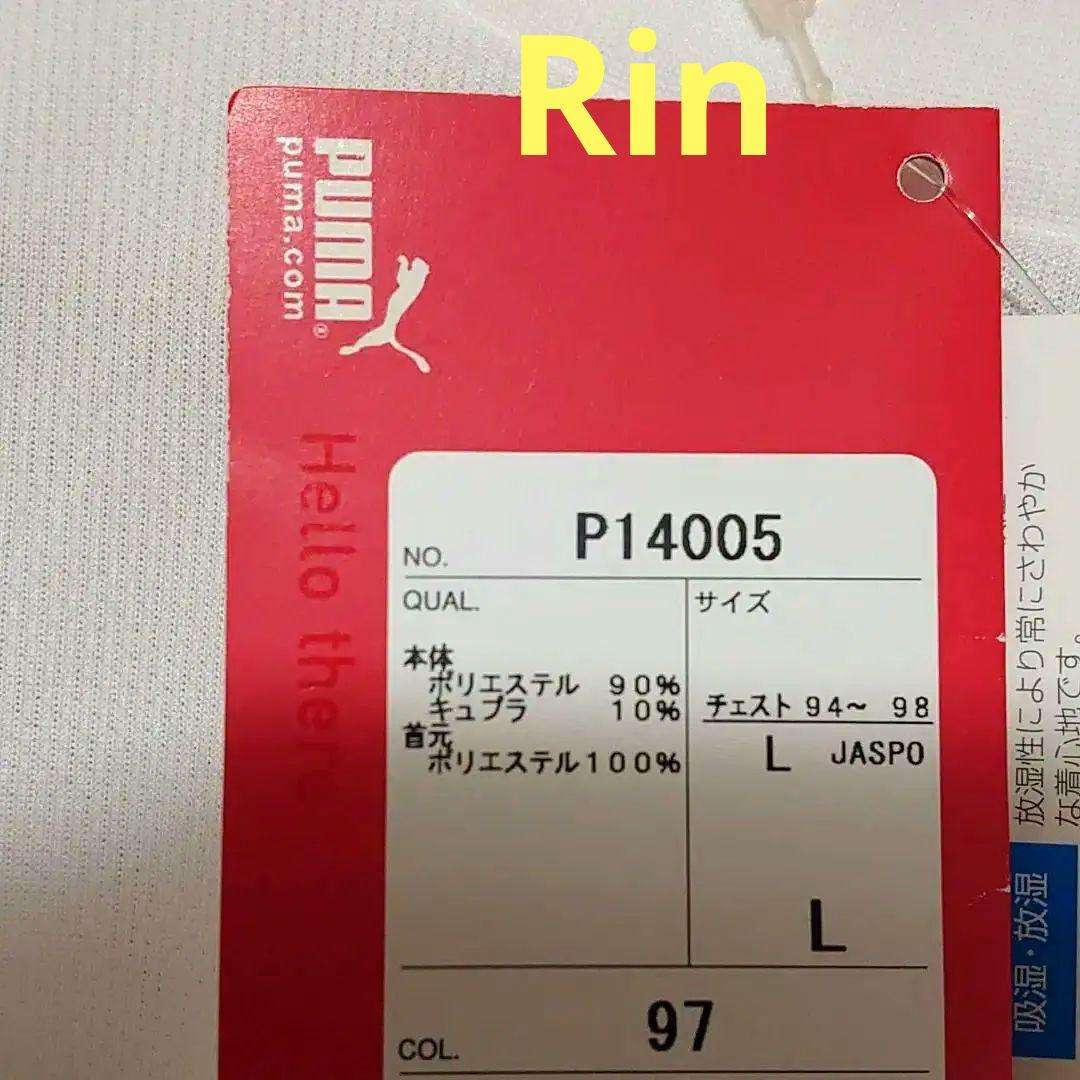 Rin
PUMA®
puma.com
Hello there
NO. P14005
QUAL.
本体
ポリエステル 90%
キュプラ 10%
首元
ポリエステル100%
サイズ
チェスト 94~ 98
L JASPO
L
COL. 97
放湿性により常にさわやか
な着心地です。
吸湿・放湿